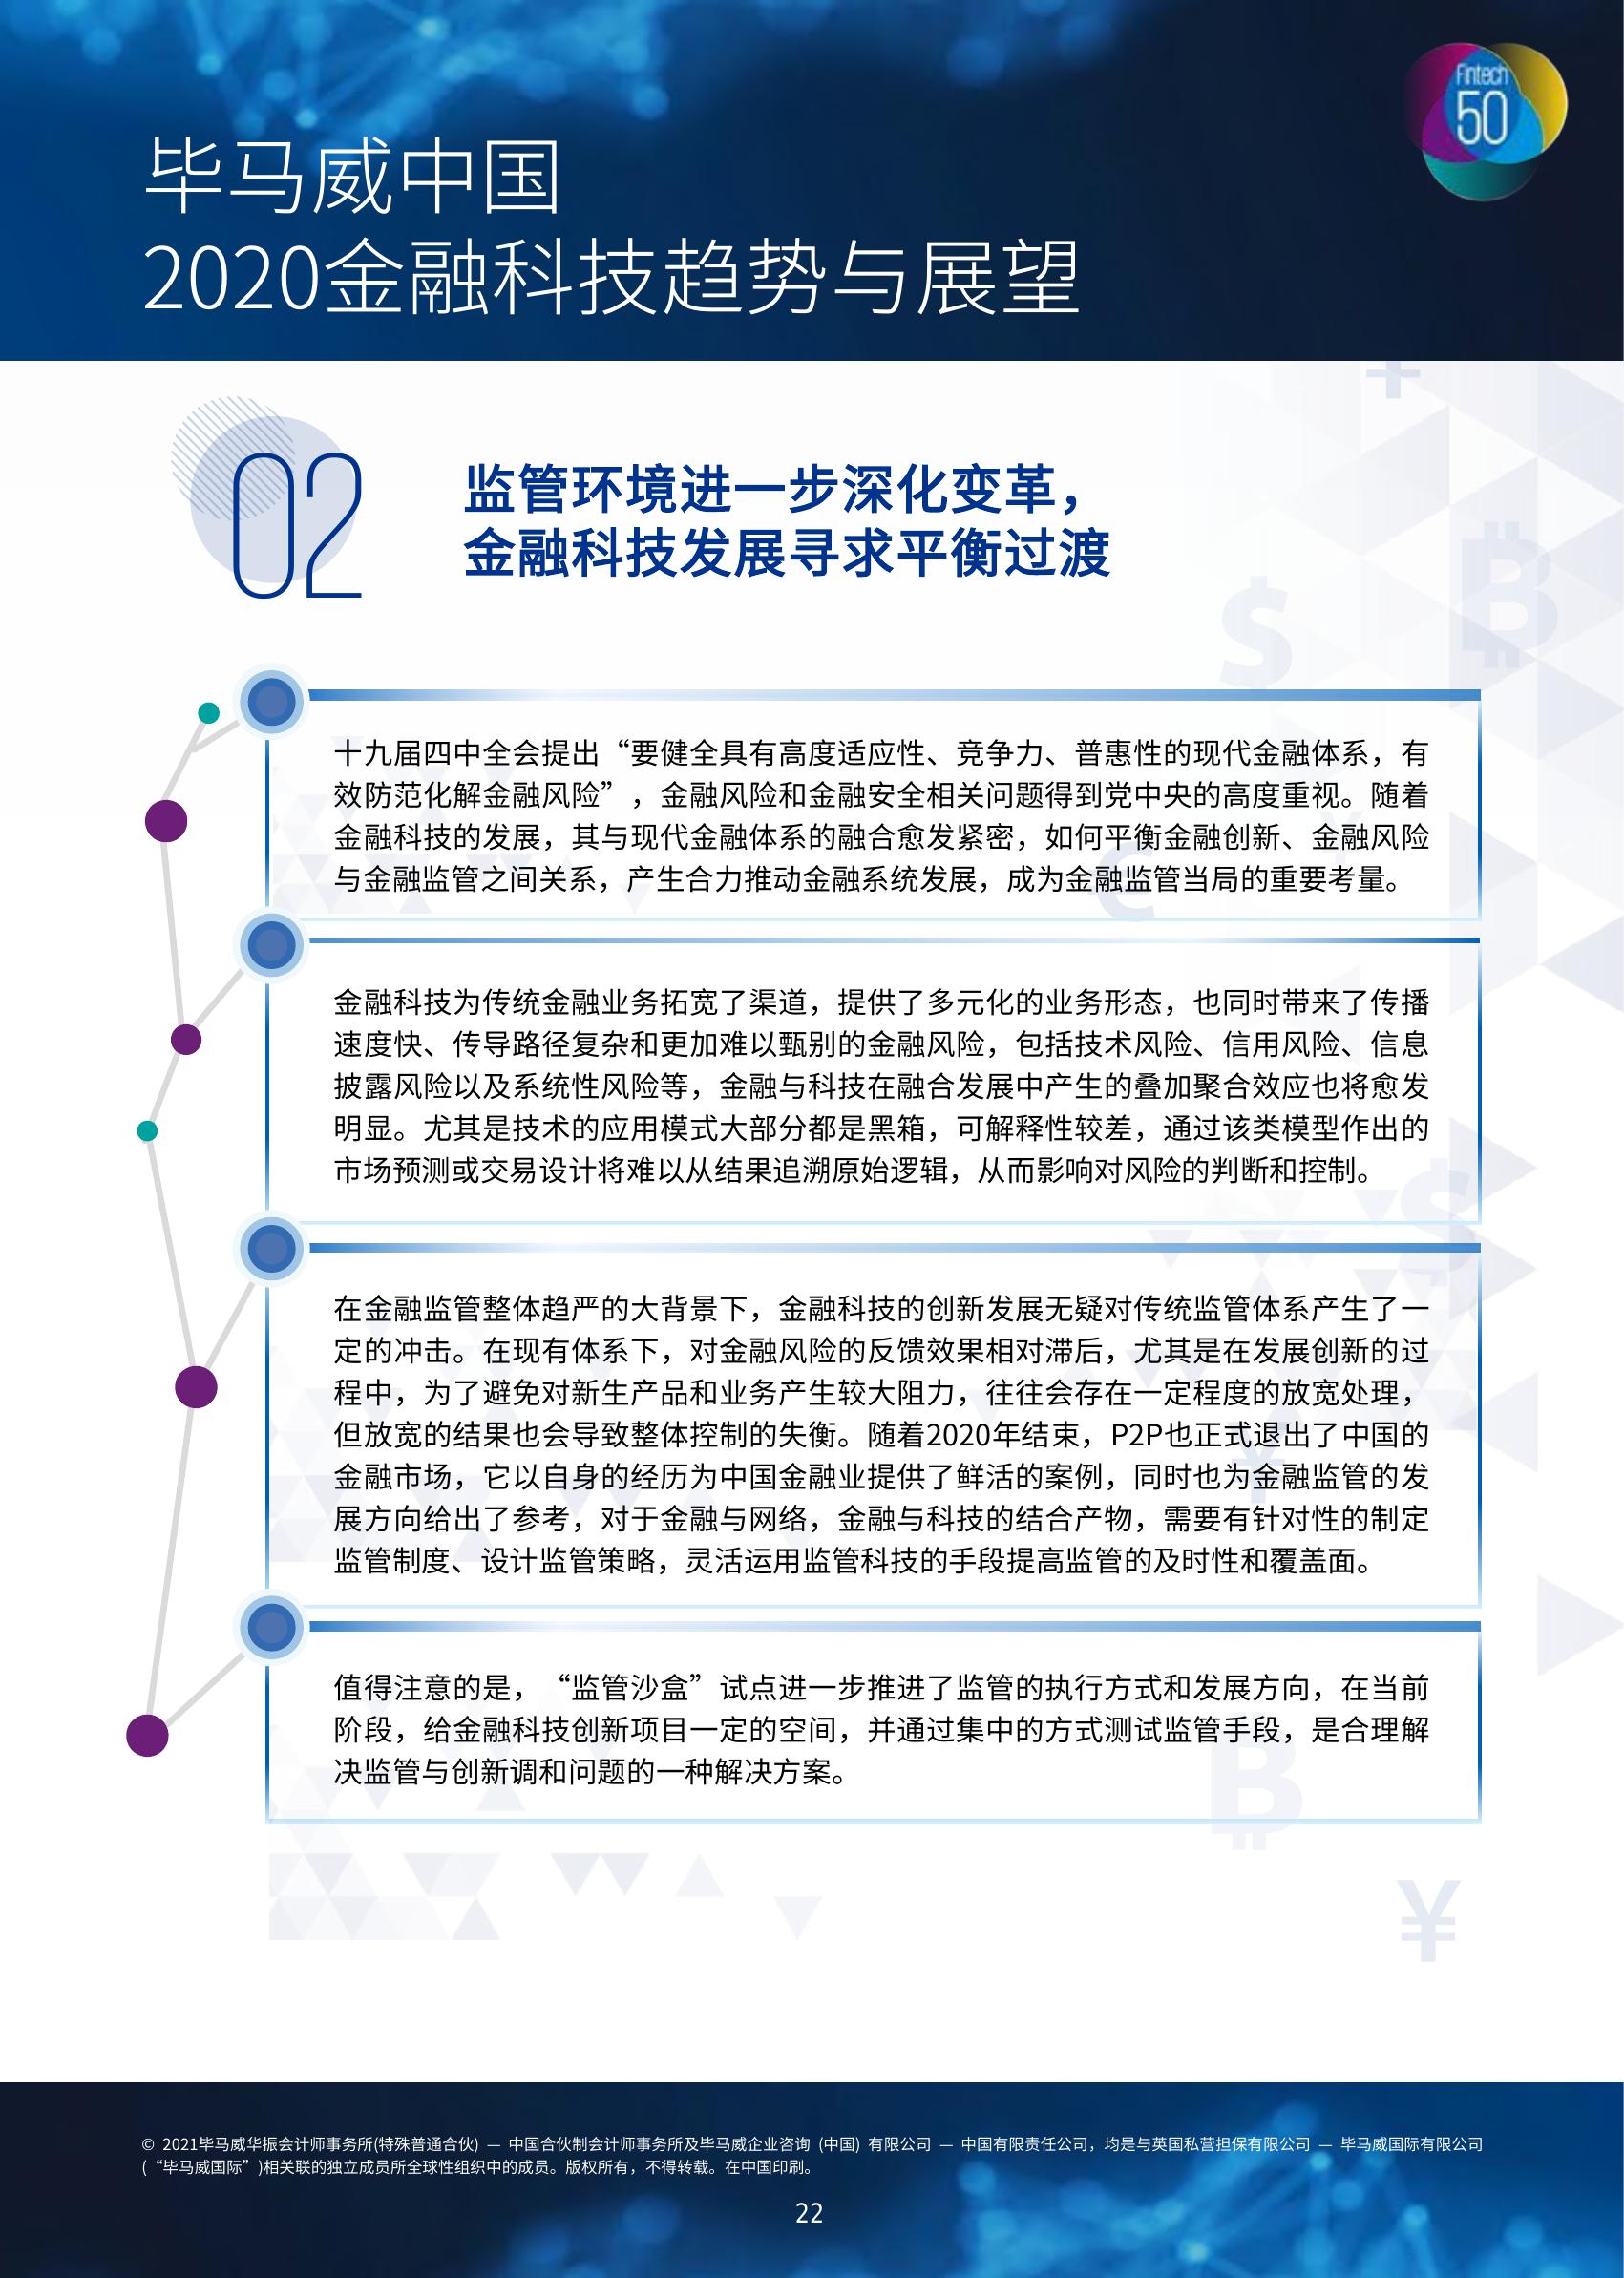 Fintech
50
毕马威中国
2020金融科技趋势与展望
02
监管环境进一步深化变革，
金融科技发展寻求平衡过渡
十九届四中全会提出“要健全具有高度适应性、竞争力、普惠性的现代金融体系，有
效防范化解金融风险”，金融风险和金融安全相关问题得到党中央的高度重视。随着
金融科技的发展，其与现代金融体系的融合愈发紧密，如何平衡金融创新、金融风险
与金融监管之间关系，产生合力推动金融系统发展，成为金融监管当局的重要考量。
金融科技为传统金融业务拓宽了渠道，提供了多元化的业务形态，也同时带来了传播
速度快、传导路径复杂和更加难以甄别的金融风险，包括技术风险、信用风险、信息
披露风险以及系统性风险等，金融与科技在融合发展中产生的叠加聚合效应也将愈发
明显。尤其是技术的应用模式大部分都是黑箱，可解释性较差，通过该类模型作出的
市场预测或交易设计将难以从结果追溯原始逻辑，从而影响对风险的判断和控制。
在金融监管整体趋严的大背景下，金融科技的创新发展无疑对传统监管体系产生了一
定的冲击。在现有体系下，对金融风险的反馈效果相对滞后，尤其是在发展创新的过
程中，为了避免对新生产品和业务产生较大阻力，往往会存在一定程度的放宽处理，
但放宽的结果也会导致整体控制的失衡。随着2020年结束，P2P也正式退出了中国的
金融市场，它以自身的经历为中国金融业提供了鲜活的案例，同时也为金融监管的发
展方向给出了参考，对于金融与网络，金融与科技的结合产物，需要有针对性的制定
监管制度、设计监管策略，灵活运用监管科技的手段提高监管的及时性和覆盖面。
值得注意的是，“监管沙盒”试点进一步推进了监管的执行方式和发展方向，在当前
阶段，给金融科技创新项目一定的空间，并通过集中的方式测试监管手段，是合理解
决监管与创新调和问题的一种解决方案。
© 2021毕马威华振会计师事务所(特殊普通合伙) — 中国合伙制会计师事务所及毕马威企业咨询 (中国) 有限公司 — 中国有限责任公司，均是与英国私营担保有限公司 — 毕马威国际有限公司
(“毕马威国际”)相关联的独立成员所全球性组织中的成员。版权所有，不得转载。在中国印刷。
22